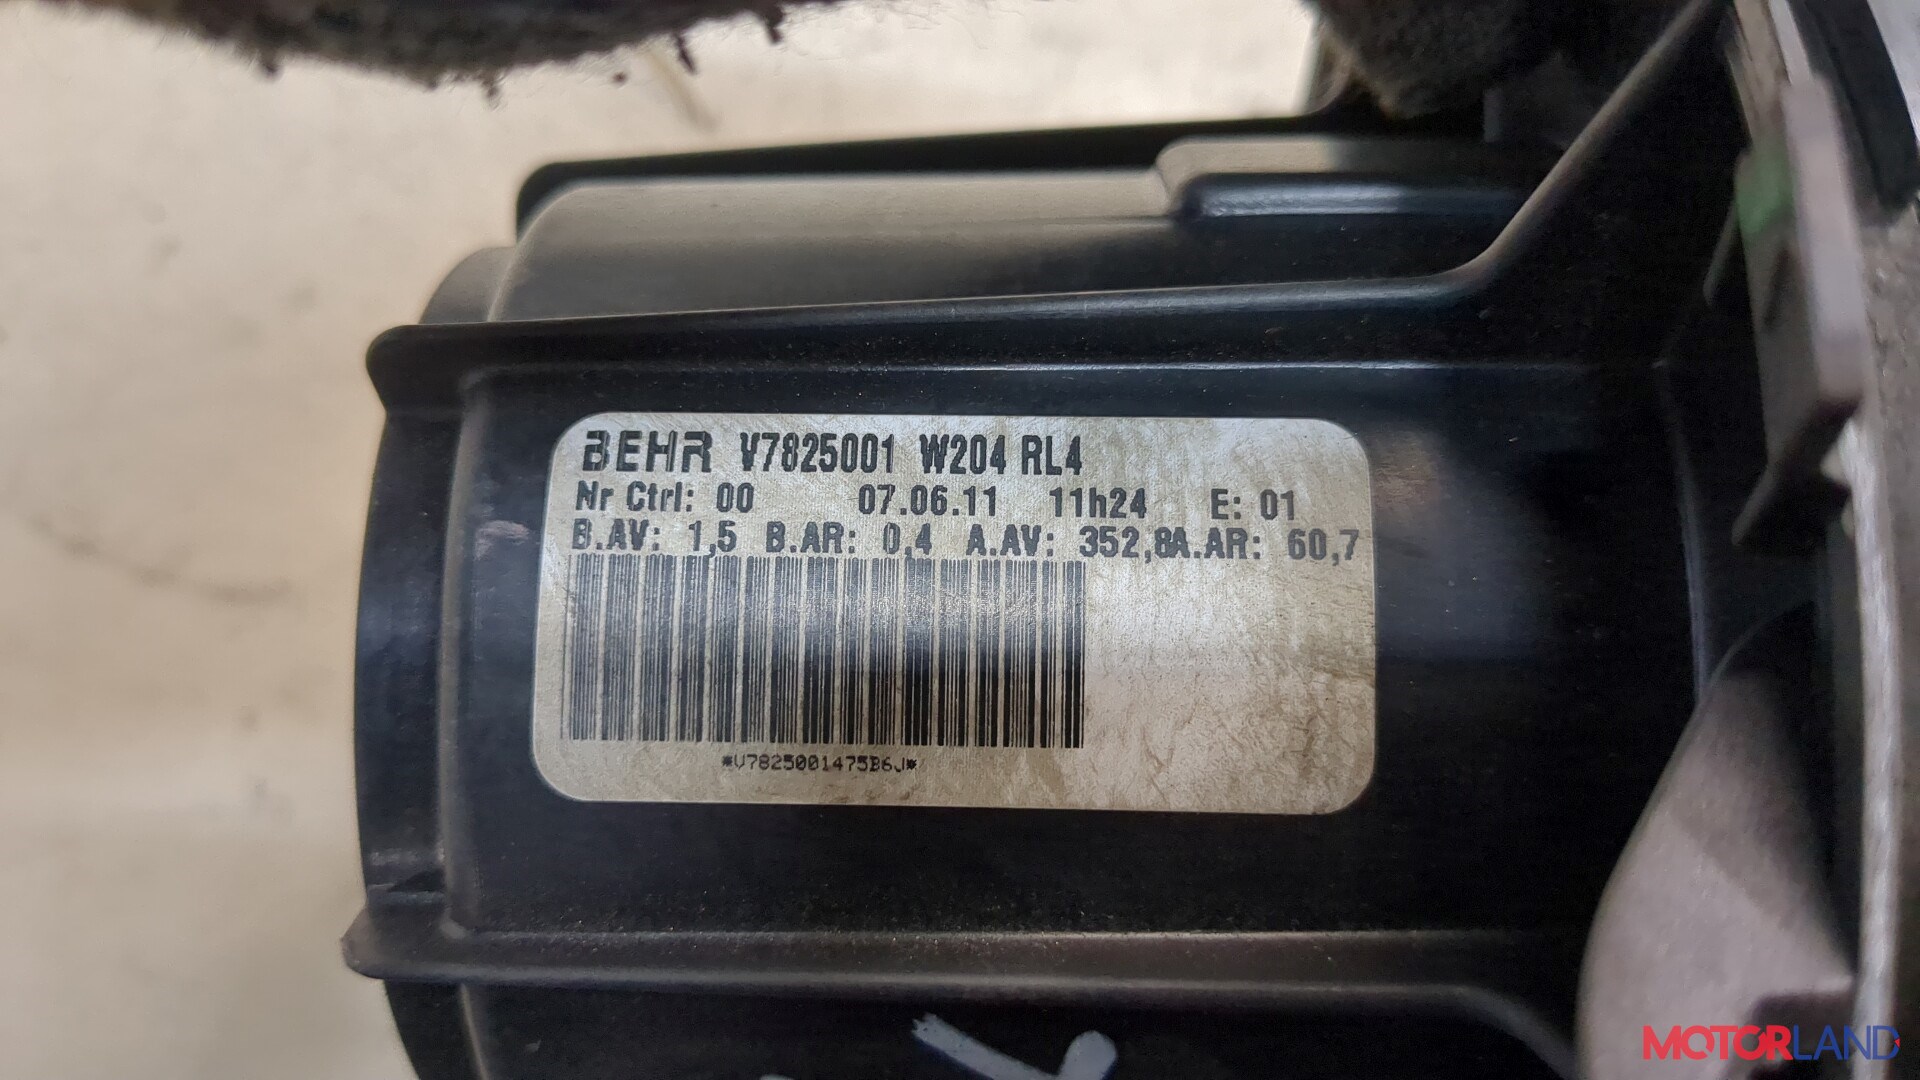 BEHR V7825001 W204 RL4
Nr Ctrl: 00 07.06.11 11h24 E: 01
B.AV: 1,5 B.AR: 0,4 A.AV: 352,8A.AR: 60,7
*V7825001475B6J*
MOTORLAND